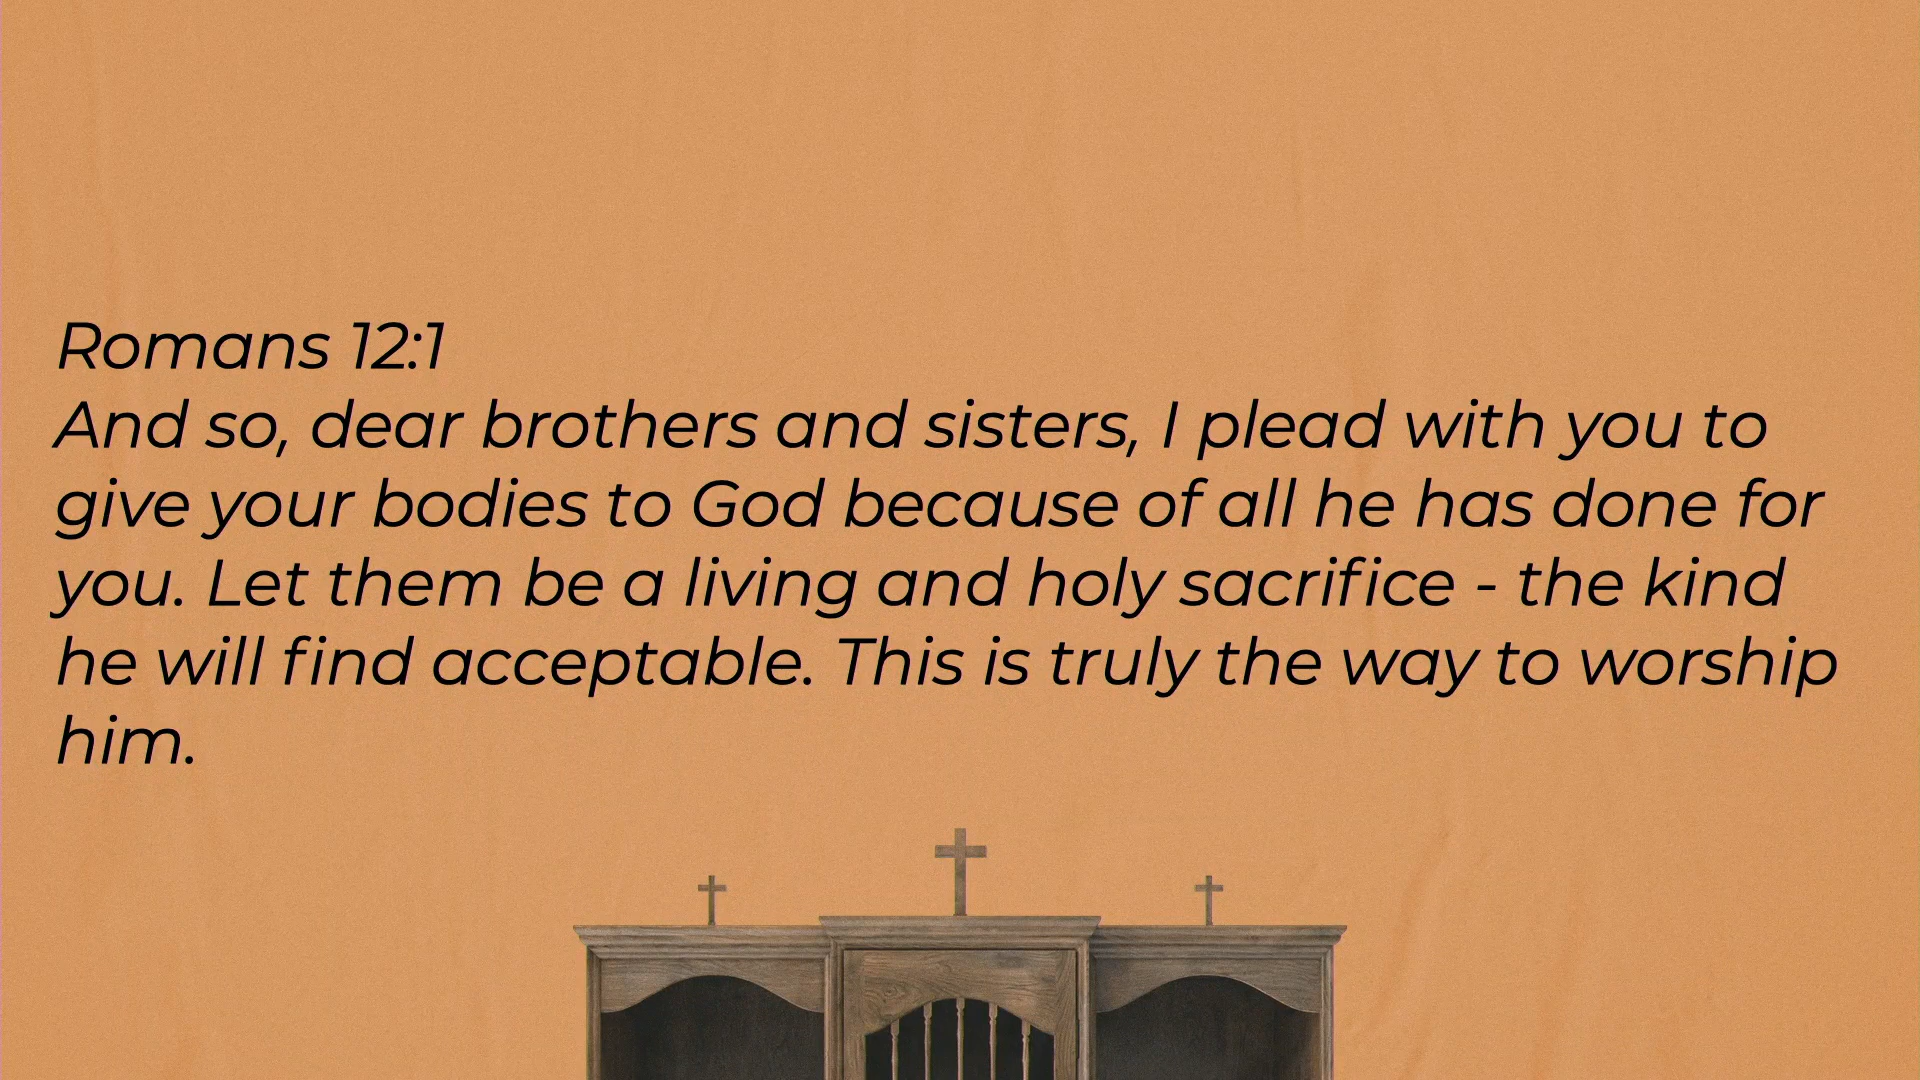 Romans 12:1
And so, dear brothers and sisters, I plead with you to
give your bodies to God because of all he has done for
you. Let them be a living and holy sacrifice - the kind
he will find acceptable. This is truly the way to worship
him.